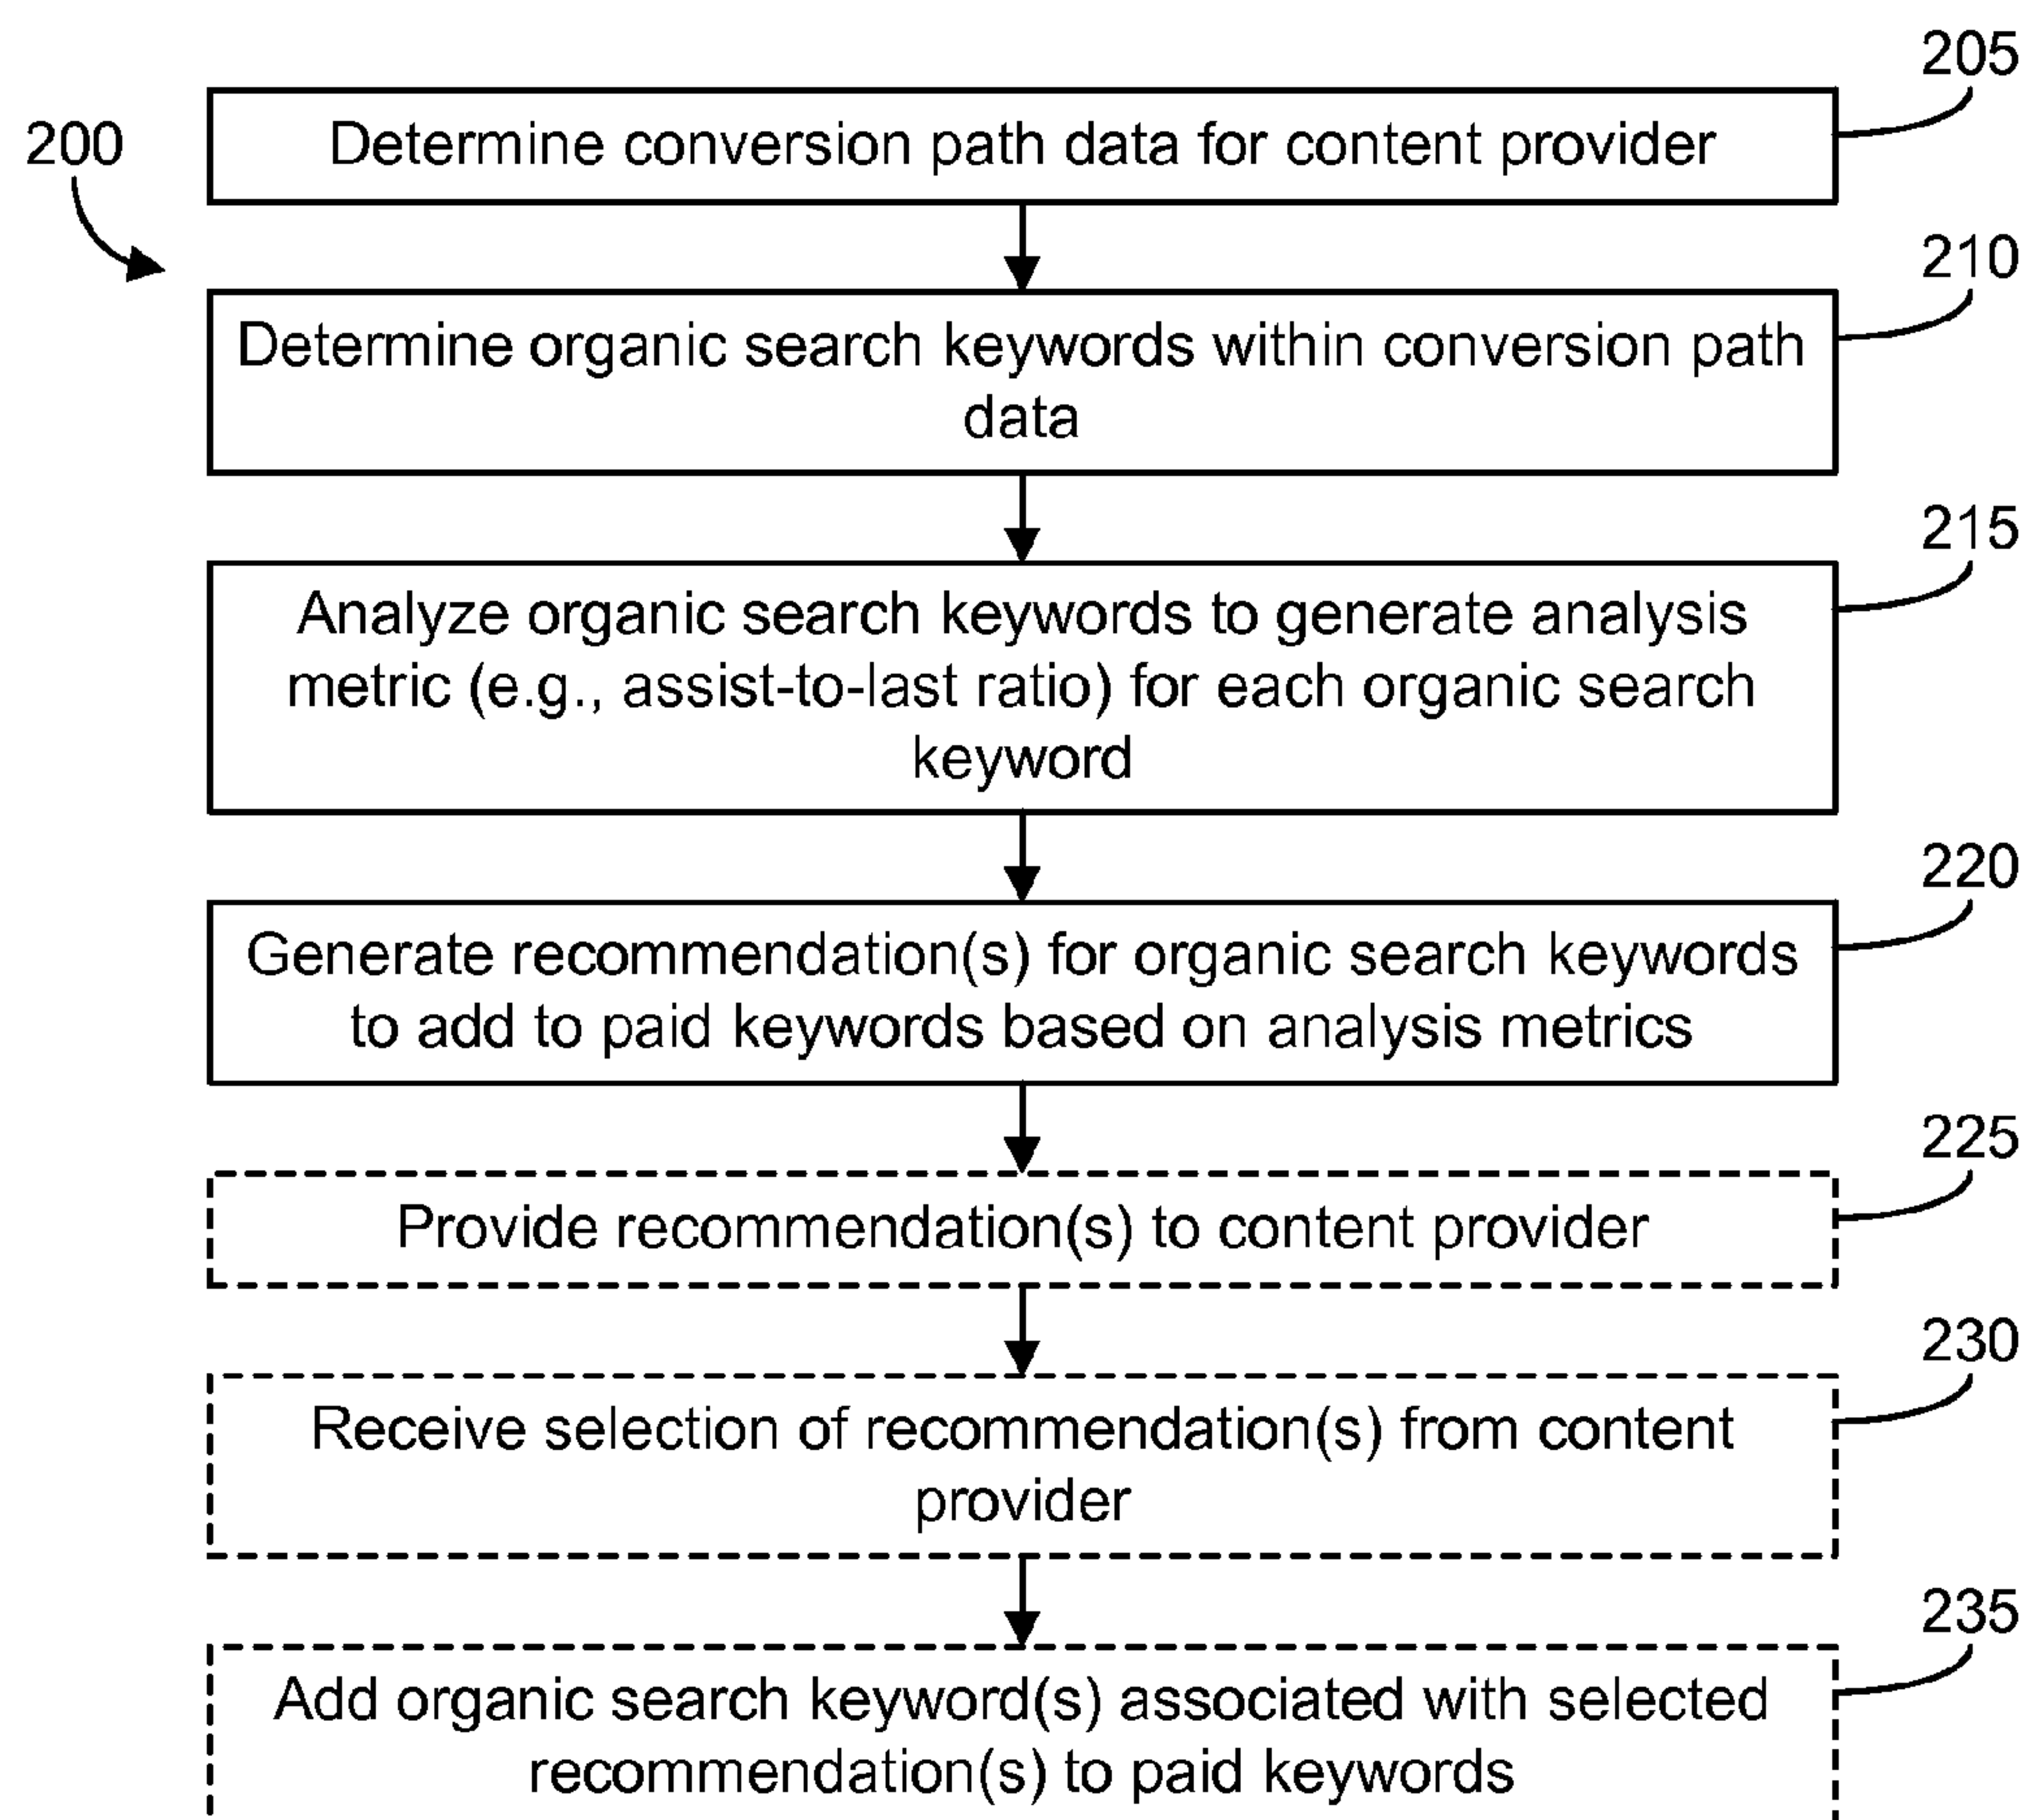 205
200
Determine conversion path data for content provider
210
Determine organic search keywords within conversion path
data
215
Analyze organic search keywords to generate analysis
metric (e.g., assist-to-last ratio) for each organic search
keyword
220
Generate recommendation(s) for organic search keywords
to add to paid keywords based on analysis metrics
225
Provide recommendation(s) to content provider
230
Receive selection of recommendation(s) from content
provider
235
Add organic search keyword(s) associated with selected
recommendation(s) to paid keywords